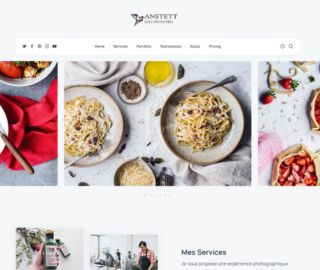 ANSTETT
SOLUTIONS PRO
Home Services Portfolio Testimonials About Pricing
Mes Services
Je vous propose une expérience photographique